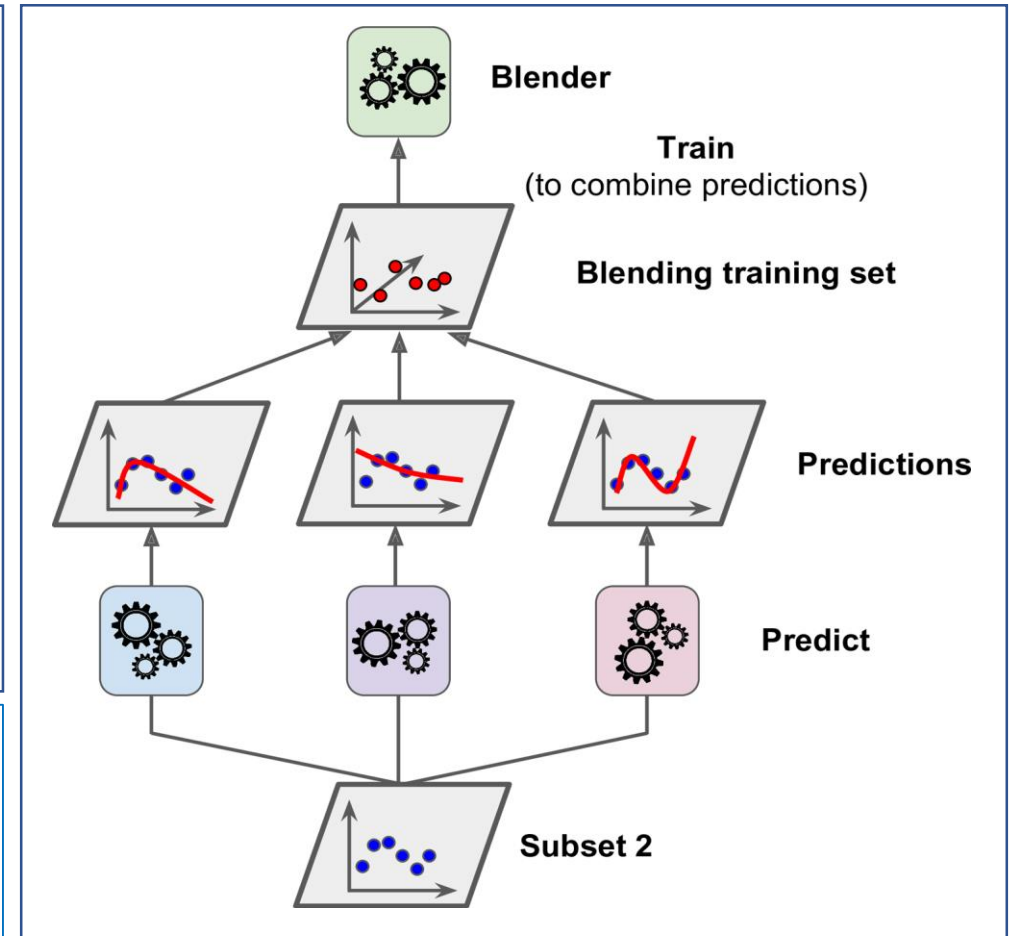 Blender
Train
(to combine predictions)
Blending training set
Predictions
Predict
Subset 2